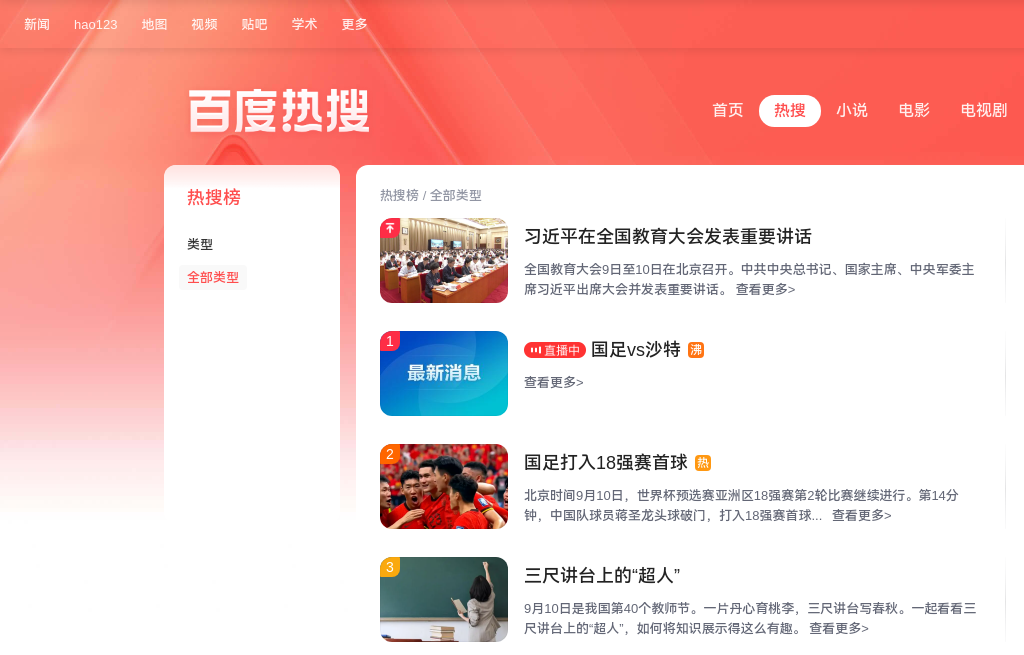 新闻 hao123 地图 视频 贴吧 学术 更多
百度热搜
首页 热搜 小说 电影 电视剧
热搜榜
类型
全部类型
热搜榜 / 全部类型
习近平在全国教育大会发表重要讲话
全国教育大会9日至10日在北京召开。中共中央总书记、国家主席、中央军委主
席习近平出席大会并发表重要讲话。 查看更多>
1
最新消息
直播中 国足vs沙特 沸
查看更多>
2
国足打入18强赛首球 热
北京时间9月10日，世界杯预选赛亚洲区18强赛第2轮比赛继续进行。第14分
钟，中国队球员蒋圣龙头球破门，打入18强赛首球... 查看更多>
3
三尺讲台上的“超人”
9月10日是我国第40个教师节。一片丹心育桃李，三尺讲台写春秋。一起看看三
尺讲台上的“超人”，如何将知识展示得这么有趣。 查看更多>